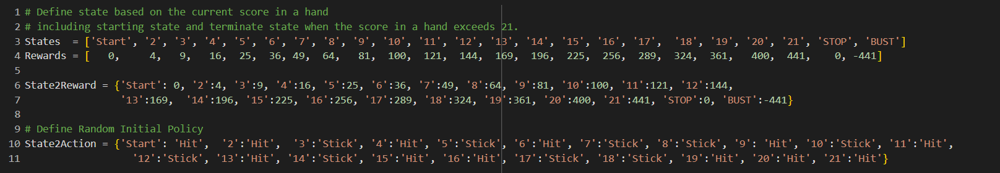 1 # Define state based on the current score in a hand
2 # including starting state and terminate state when the score in a hand exceeds 21.
3 States  = ['Start', '2', '3', '4', '5', '6', '7', '8', '9', '10', '11', '12', '13', '14', '15', '16', '17',  '18', '19', '20', '21', 'STOP', 'BUST']
4 Rewards = [   0,     4,   9,   16,  25,  36, 49,  64,   81,  100,  121,  144,  169,  196,  225,  256,  289,  324,  361,   400,  441,    0, -441]
5
6 State2Reward = {'Start': 0, '2':4, '3':9, '4':16, '5':25, '6':36, '7':49, '8':64, '9':81, '10':100, '11':121, '12':144,
7                 '13':169,  '14':196, '15':225, '16':256, '17':289, '18':324, '19':361, '20':400, '21':441, 'STOP':0, 'BUST':-441}
8
9 # Define Random Initial Policy
10 State2Action = {'Start': 'Hit',  '2':'Hit',  '3':'Stick', '4':'Hit', '5':'Stick', '6':'Hit', '7':'Stick', '8':'Stick', '9': 'Hit', '10':'Stick', '11':'Hit',
11                   '12':'Stick', '13':'Hit', '14':'Stick', '15':'Hit', '16':'Hit', '17':'Stick', '18':'Stick', '19':'Hit', '20':'Hit', '21':'Hit'}